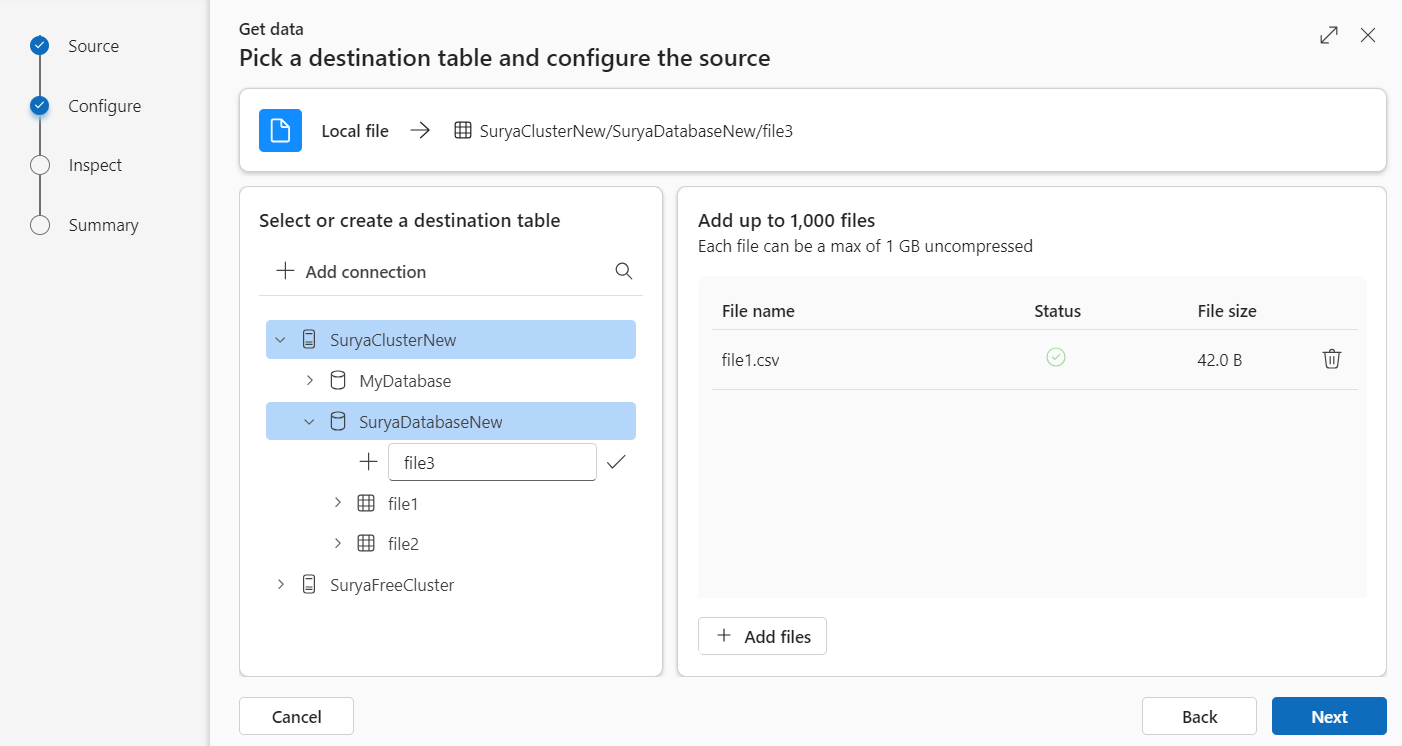 Source
Configure
Inspect
Summary
Get data
Pick a destination table and configure the source
Local file
SuryaClusterNew/SuryaDatabaseNew/file3
Select or create a destination table
Add connection
SuryaClusterNew
MyDatabase
SuryaDatabaseNew
file3
file1
file2
SuryaFreeCluster
Add up to 1,000 files
Each file can be a max of 1 GB uncompressed
File name Status File size
file1.csv 42.0 B
Add files
Cancel
Back
Next